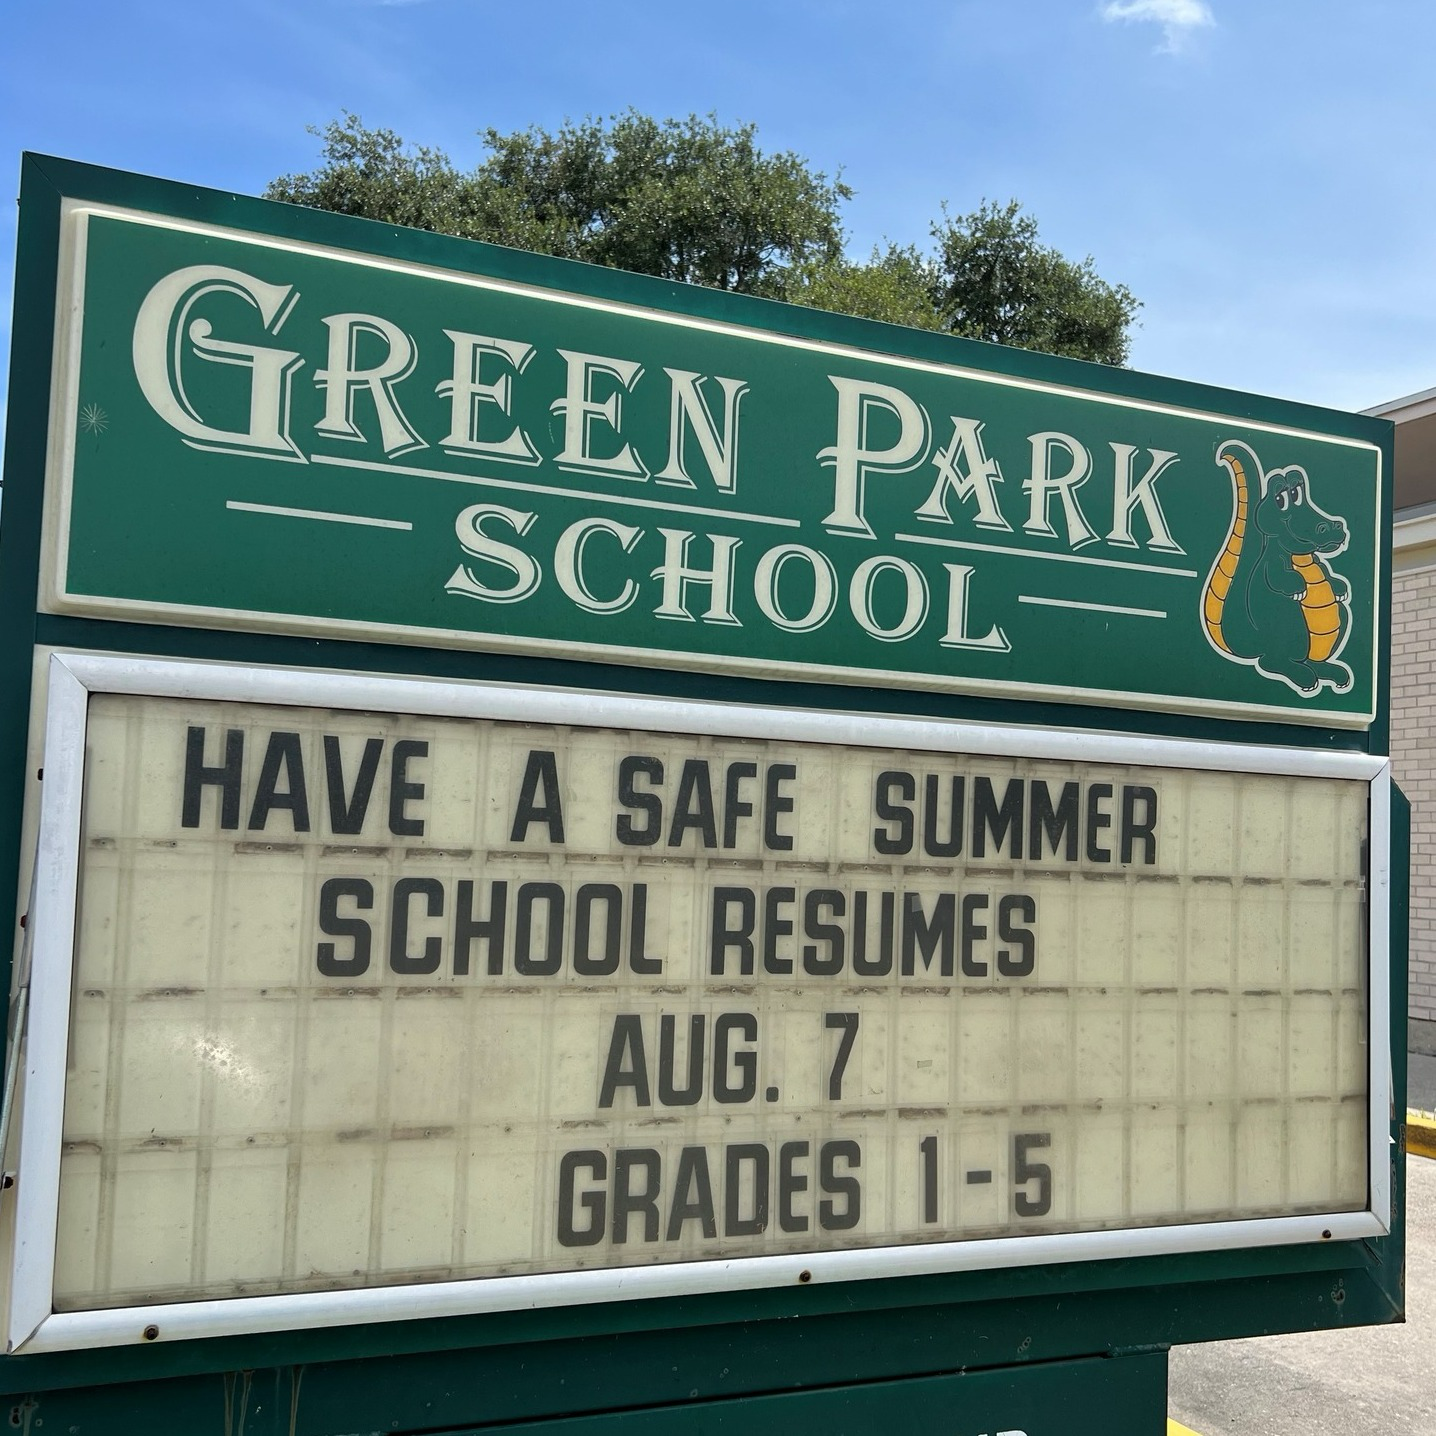 GREEN PARK
SCHOOL
HAVE A SAFE SUMMER
SCHOOL RESUMES
AUG. 7
GRADES 1-5